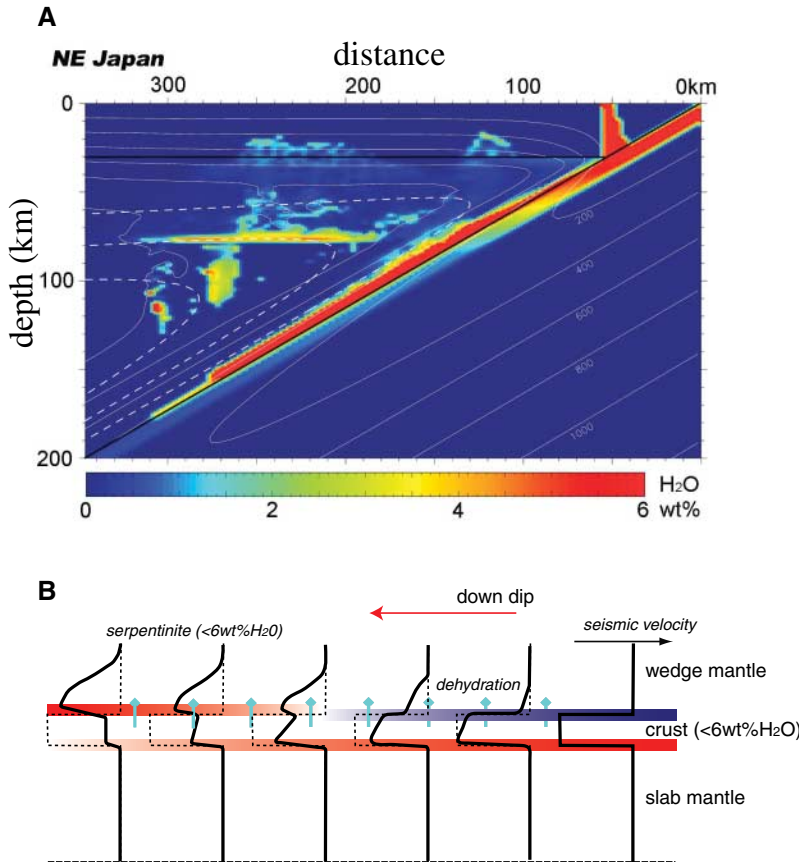 A
NE Japan
distance
300 200 100 0km
0
100
200
depth (km)
200
400
600
800
1000
H2O
0 2 4 6 wt%
B
down dip
serpentinite (<6wt%H20)
seismic velocity
wedge mantle
dehydration
crust (<6wt%H2O)
slab mantle